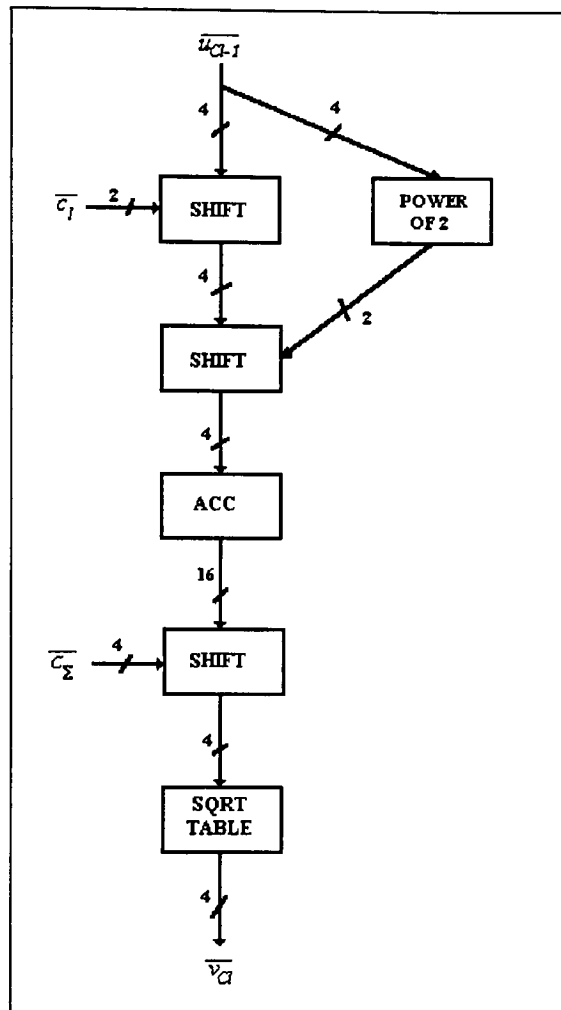 u_{Cl-1}
4
4
c_l
2
SHIFT
POWER
OF 2
4
2
SHIFT
4
ACC
16
c_Σ
4
SHIFT
4
SQRT
TABLE
4
v_{Cl}